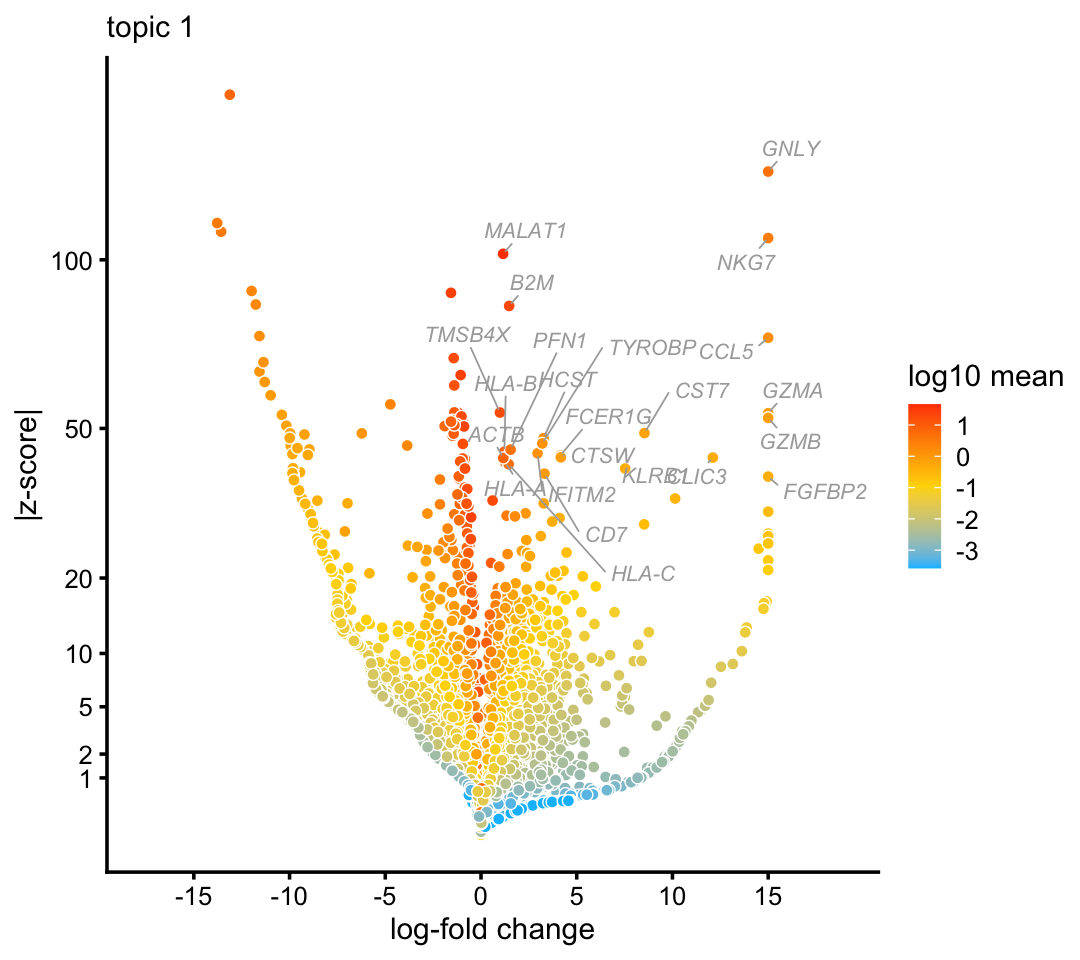 topic 1
GNLY
MALAT1
NKG7
100
B2M
TMSB4X
PFN1
TYROBP
CCL5
log10 mean
HLA-B
HCST
CST7
GZMA
FCER1G
1
50
ACTB
GZMB
CTSW
0
KLRB1
CLIC3
-1
HLA-A
IFITM2
FGFBP2
-2
CD7
-3
20
HLA-C
10
5
2
1
|z-score|
-15
-10
-5
0
5
10
15
log-fold change